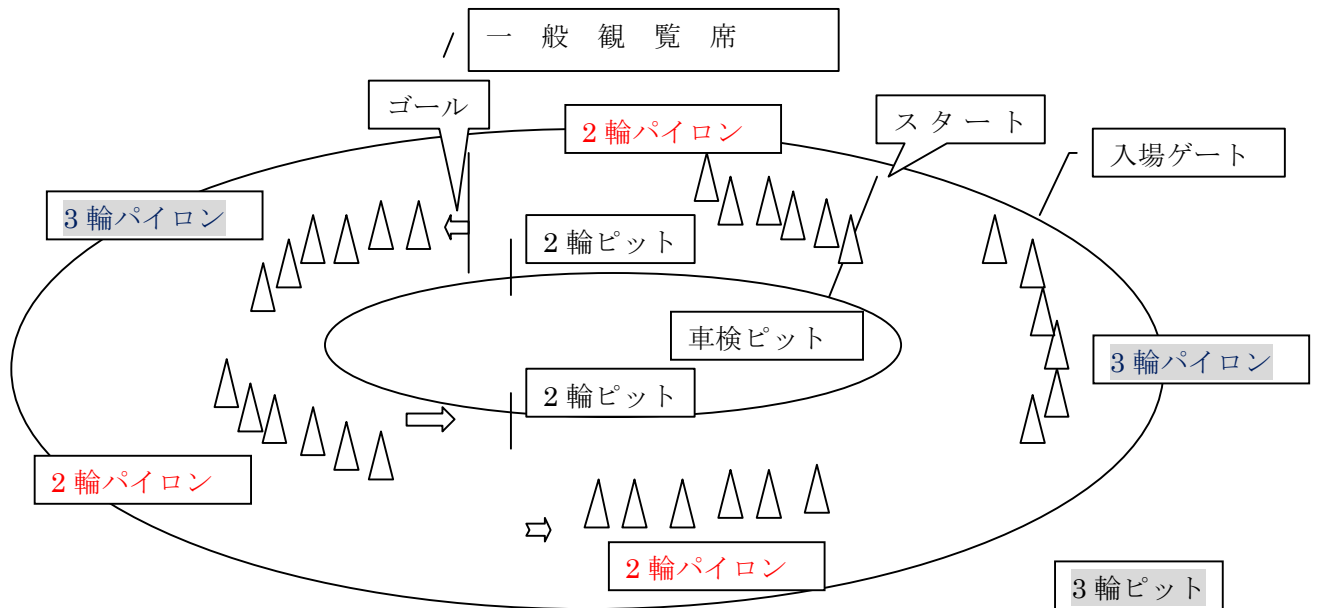 一 般 観 覧 席
ゴール
2 輪パイロン
ス タ ー ト
入場ゲート
3 輪パイロン
2 輪ピット
車検ピット
3 輪パイロン
2 輪ピット
2 輪パイロン
2 輪パイロン
3 輪ピット